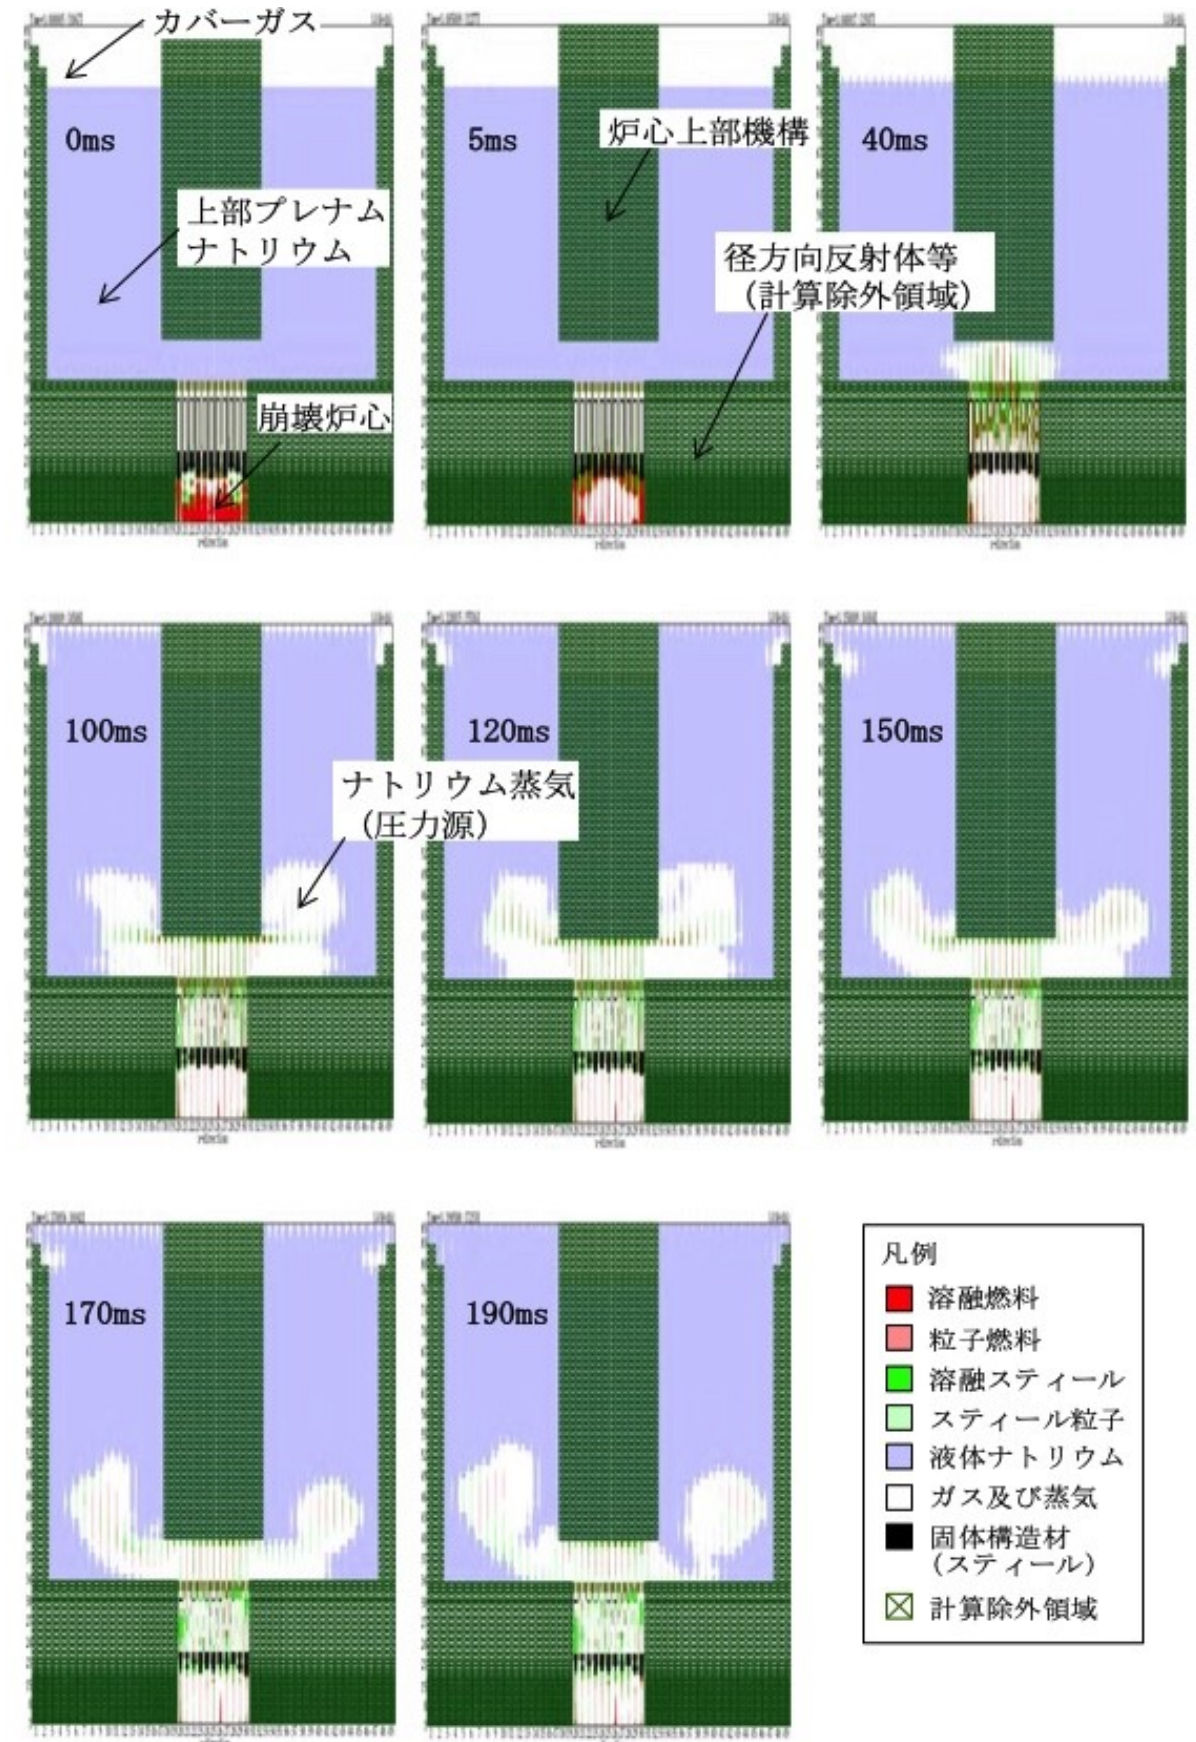 カバーガス
0ms
5ms
40ms
炉心上部機構
上部プレナム
ナトリウム
径方向反射体等
(計算除外領域)
崩壊炉心
100ms
120ms
150ms
ナトリウム蒸気
(圧力源)
170ms
190ms
凡例
溶融燃料
粒子燃料
溶融スティール
スティール粒子
液体ナトリウム
ガス及び蒸気
固体構造材
(スティール)
計算除外領域